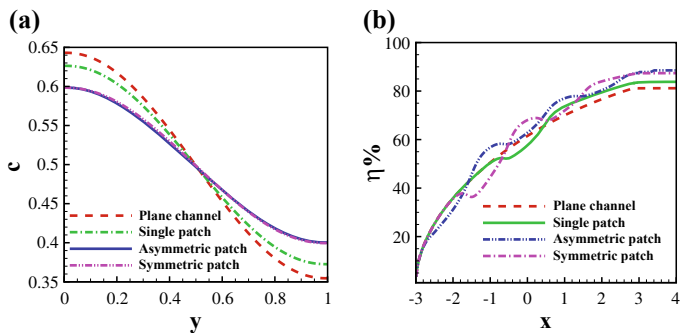 (a)
0.65
0.6
0.55
0.5
0.45
0.4
0.35
c
Plane channel
Single patch
Asymmetric patch
Symmetric patch
0 0.2 0.4 0.6 0.8 1
y
(b)
100
80
60
40
20
η%
Plane channel
Single patch
Asymmetric patch
Symmetric patch
-3 -2 -1 0 1 2 3 4
x